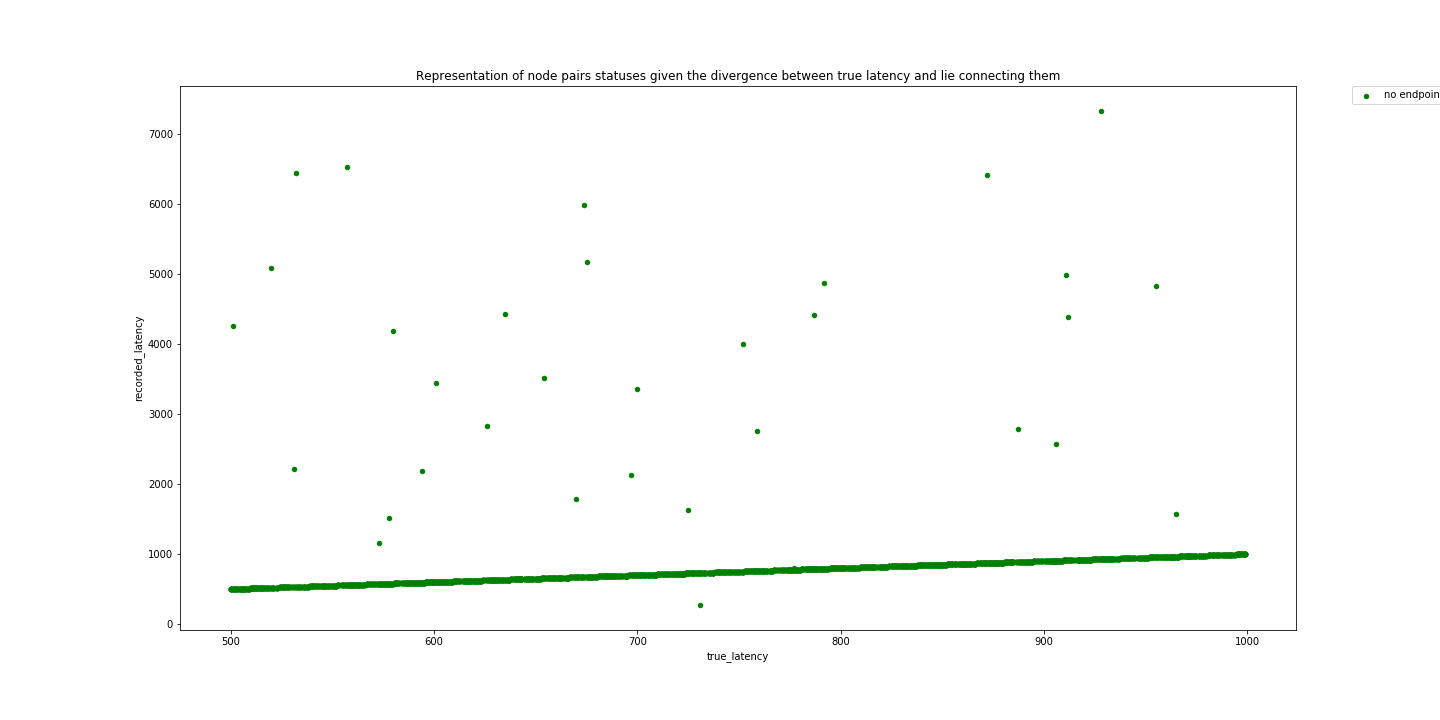 Representation of node pairs statuses given the divergence between true latency and lie connecting them
no endpoin
7000
6000
5000
4000
3000
2000
1000
0
recorded_latency
500 600 700 800 900 1000
true_latency